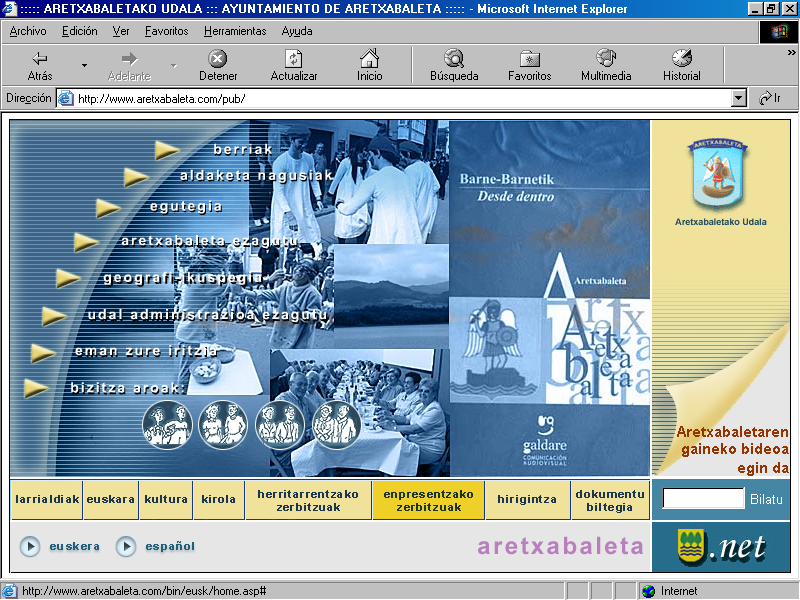 ::::: ARETXABALETAKO UDALA ::: AYUNTAMIENTO DE ARETXABALETA ::::: - Microsoft Internet Explorer
Archivo Edición Ver Favoritos Herramientas Ayuda
Atrás Adelante Detener Actualizar Inicio Búsqueda Favoritos Multimedia Historial »
Dirección http://www.aretxabaleta.com/pub/ Ir
berriak
aldaketa nagusiak
egutegia
aretxabaleta ezagutu
geografi-ikuspegia
udal administrazioa ezagutu
eman zure iritzia
bizitza aroak:
Barne-Barnetik
Desde dentro
Aretxabaleta
Aretxabaleta
galdare
COMUNICACIÓN
AUDIOVISUAL
ARETXABALETA
Aretxabaletako Udala
Aretxabaletaren
gaineko bideoa
egin da
larrialdiak euskara kultura kirola herritarrentzako zerbitzuak enpresentzako zerbitzuak hirigintza dokumentu biltegia
Bilatu
euskera español
aretxabaleta
.net
http://www.aretxabaleta.com/bin/eusk/home.asp# Internet